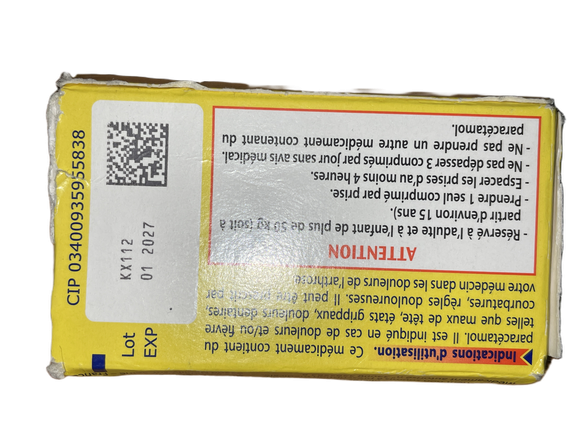 Indications d'utilisation. Ce médicament contient du
paracétamol. Il est indiqué en cas de douleurs et/ou fièvre
telles que maux de tête, états grippaux, douleurs dentaires,
courbatures, règles douloureuses. Il peut être prescrit par
votre médecin dans les douleurs de l'arthrose.
ATTENTION
- Réservé à l'adulte et à l'enfant de plus de 50 kg (soit à
partir d'environ 15 ans).
- Prendre 1 seul comprimé par prise.
- Espacer les prises d'au moins 4 heures.
- Ne pas dépasser 3 comprimés par jour sans avis médical.
- Ne pas prendre un autre médicament contenant du
paracétamol.
CIP 03400935955838
Lot KX112
EXP 01 2027